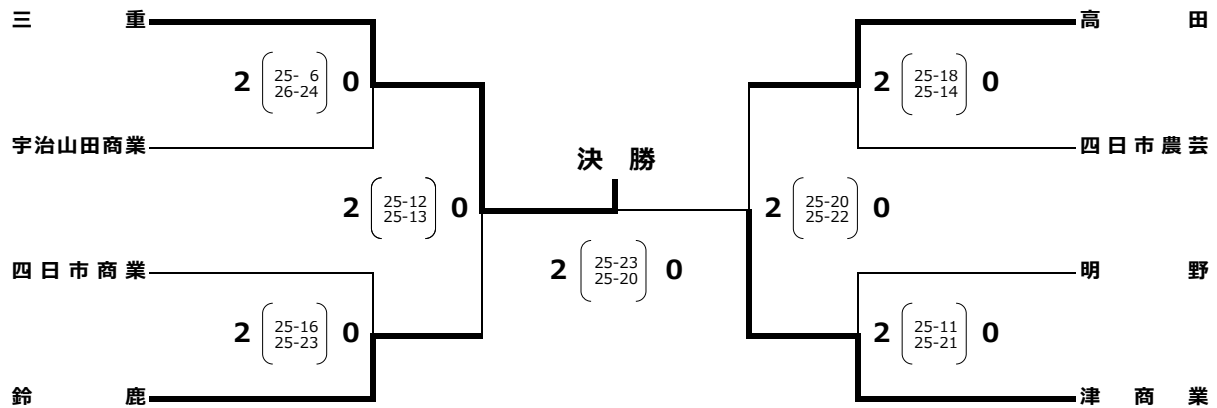 三重
高田
2 25- 6 0
26-24
2 25-18 0
25-14
宇治山田商業
四日市農芸
決勝
2 25-12 0
25-13
2 25-20 0
25-22
2 25-23 0
25-20
四日市商業
明野
2 25-16 0
25-23
2 25-11 0
25-21
鈴鹿
津商業